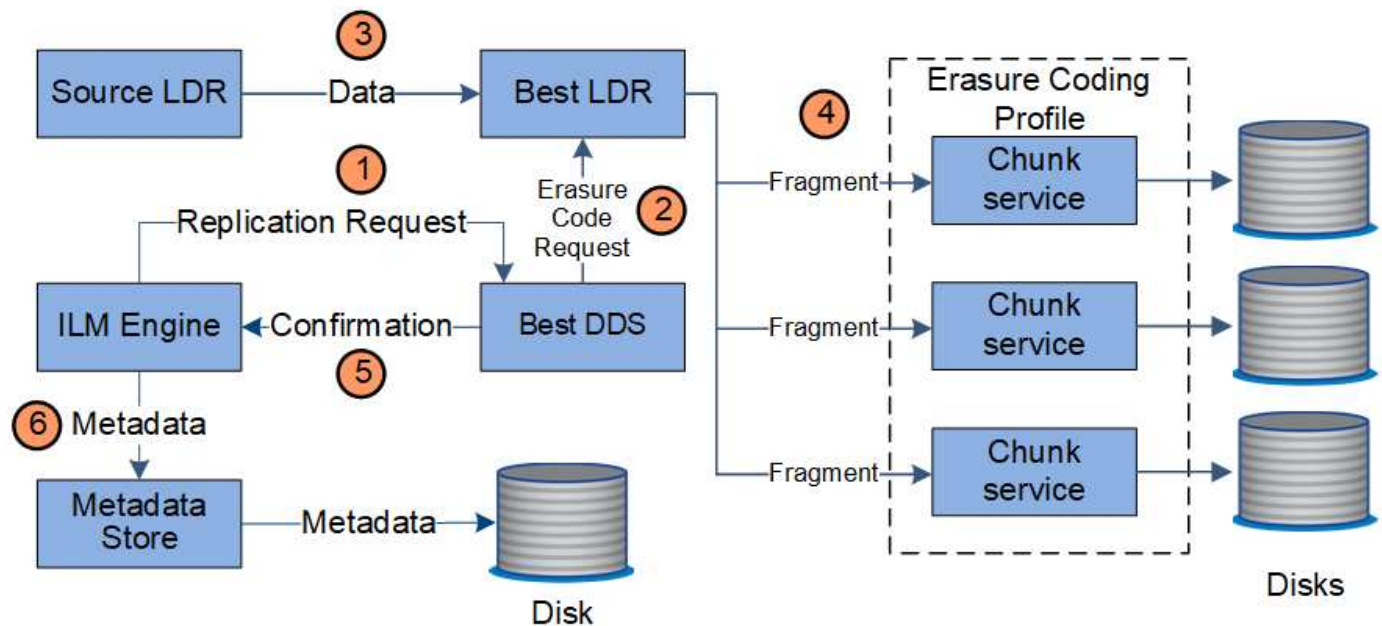 3
Source LDR
Data
Best LDR
4
Erasure Coding
Profile
Fragment
Chunk
service
1
Replication Request
Erasure
Code
Request
2
ILM Engine
Confirmation
Best DDS
5
Fragment
Chunk
service
6
Metadata
Fragment
Chunk
service
Metadata
Store
Metadata
Disk
Disks